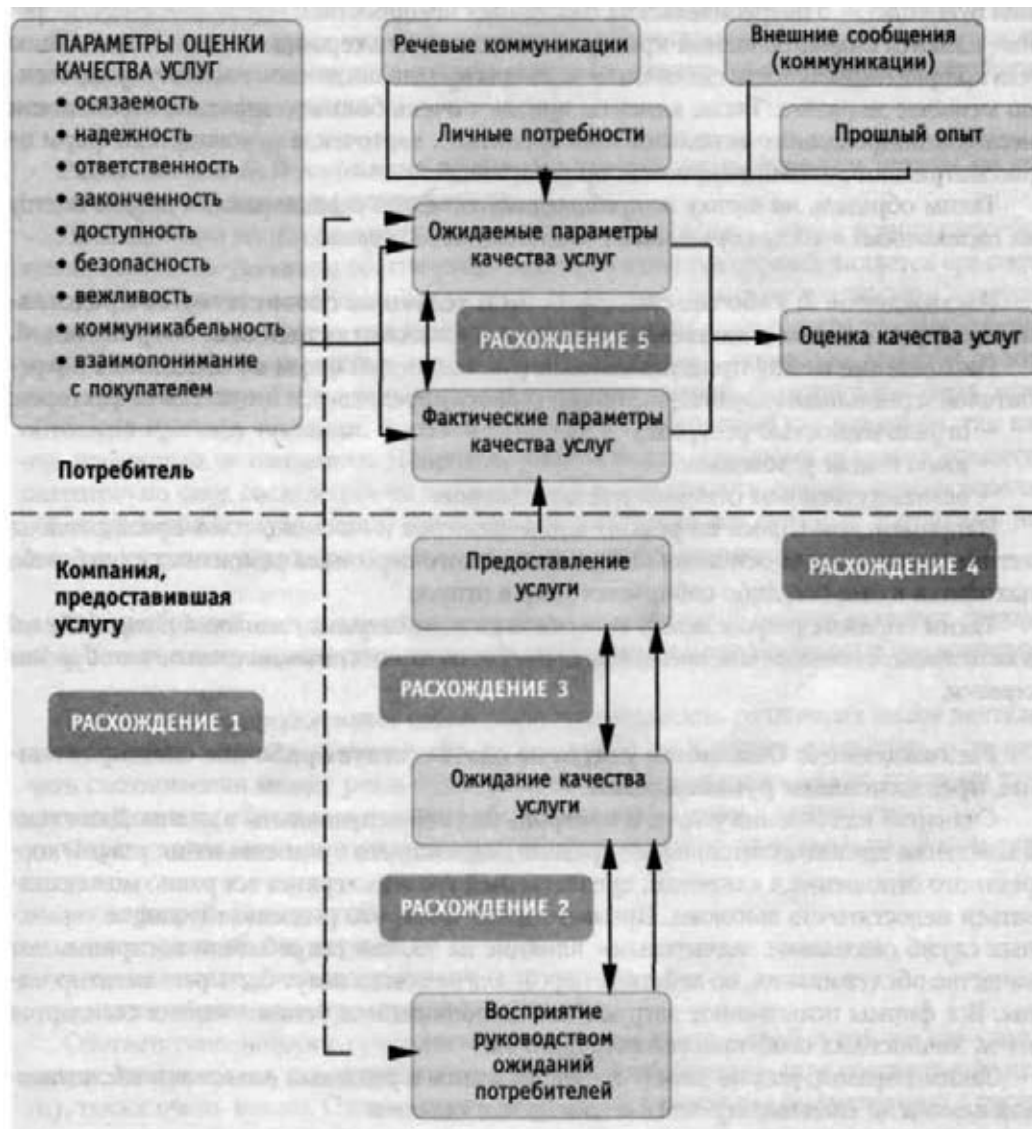 ПАРАМЕТРЫ ОЦЕНКИ
КАЧЕСТВА УСЛУГ
• осязаемость
• надежность
• ответственность
• законченность
• доступность
• безопасность
• вежливость
• коммуникабельность
• взаимопонимание
с покупателем
Речевые коммуникации
Внешние сообщения
(коммуникации)
Личные потребности
Прошлый опыт
Ожидаемые параметры
качества услуг
РАСХОЖДЕНИЕ 5
Оценка качества услуг
Фактические параметры
качества услуг
Потребитель
Компания,
предоставившая
услугу
Предоставление
услуги
РАСХОЖДЕНИЕ 4
РАСХОЖДЕНИЕ 3
РАСХОЖДЕНИЕ 1
Ожидание качества
услуги
РАСХОЖДЕНИЕ 2
Восприятие
руководством
ожиданий
потребителей